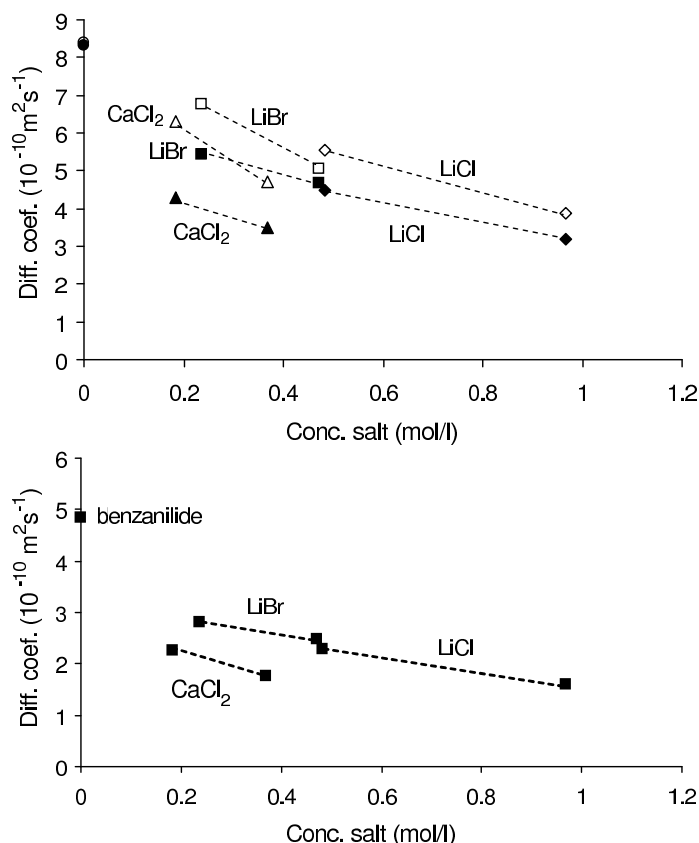 9
8
7
6
5
4
3
2
1
0
Diff. coef. (10⁻¹⁰m²s⁻¹)
CaCl₂
LiBr
LiBr
LiCl
CaCl₂
LiCl
0 0.2 0.4 0.6 0.8 1 1.2
Conc. salt (mol/l)
6
5
4
3
2
1
0
Diff. coef. (10⁻¹⁰ m²s⁻¹)
benzanilide
LiBr
LiCl
CaCl₂
0 0.2 0.4 0.6 0.8 1 1.2
Conc. salt (mol/l)